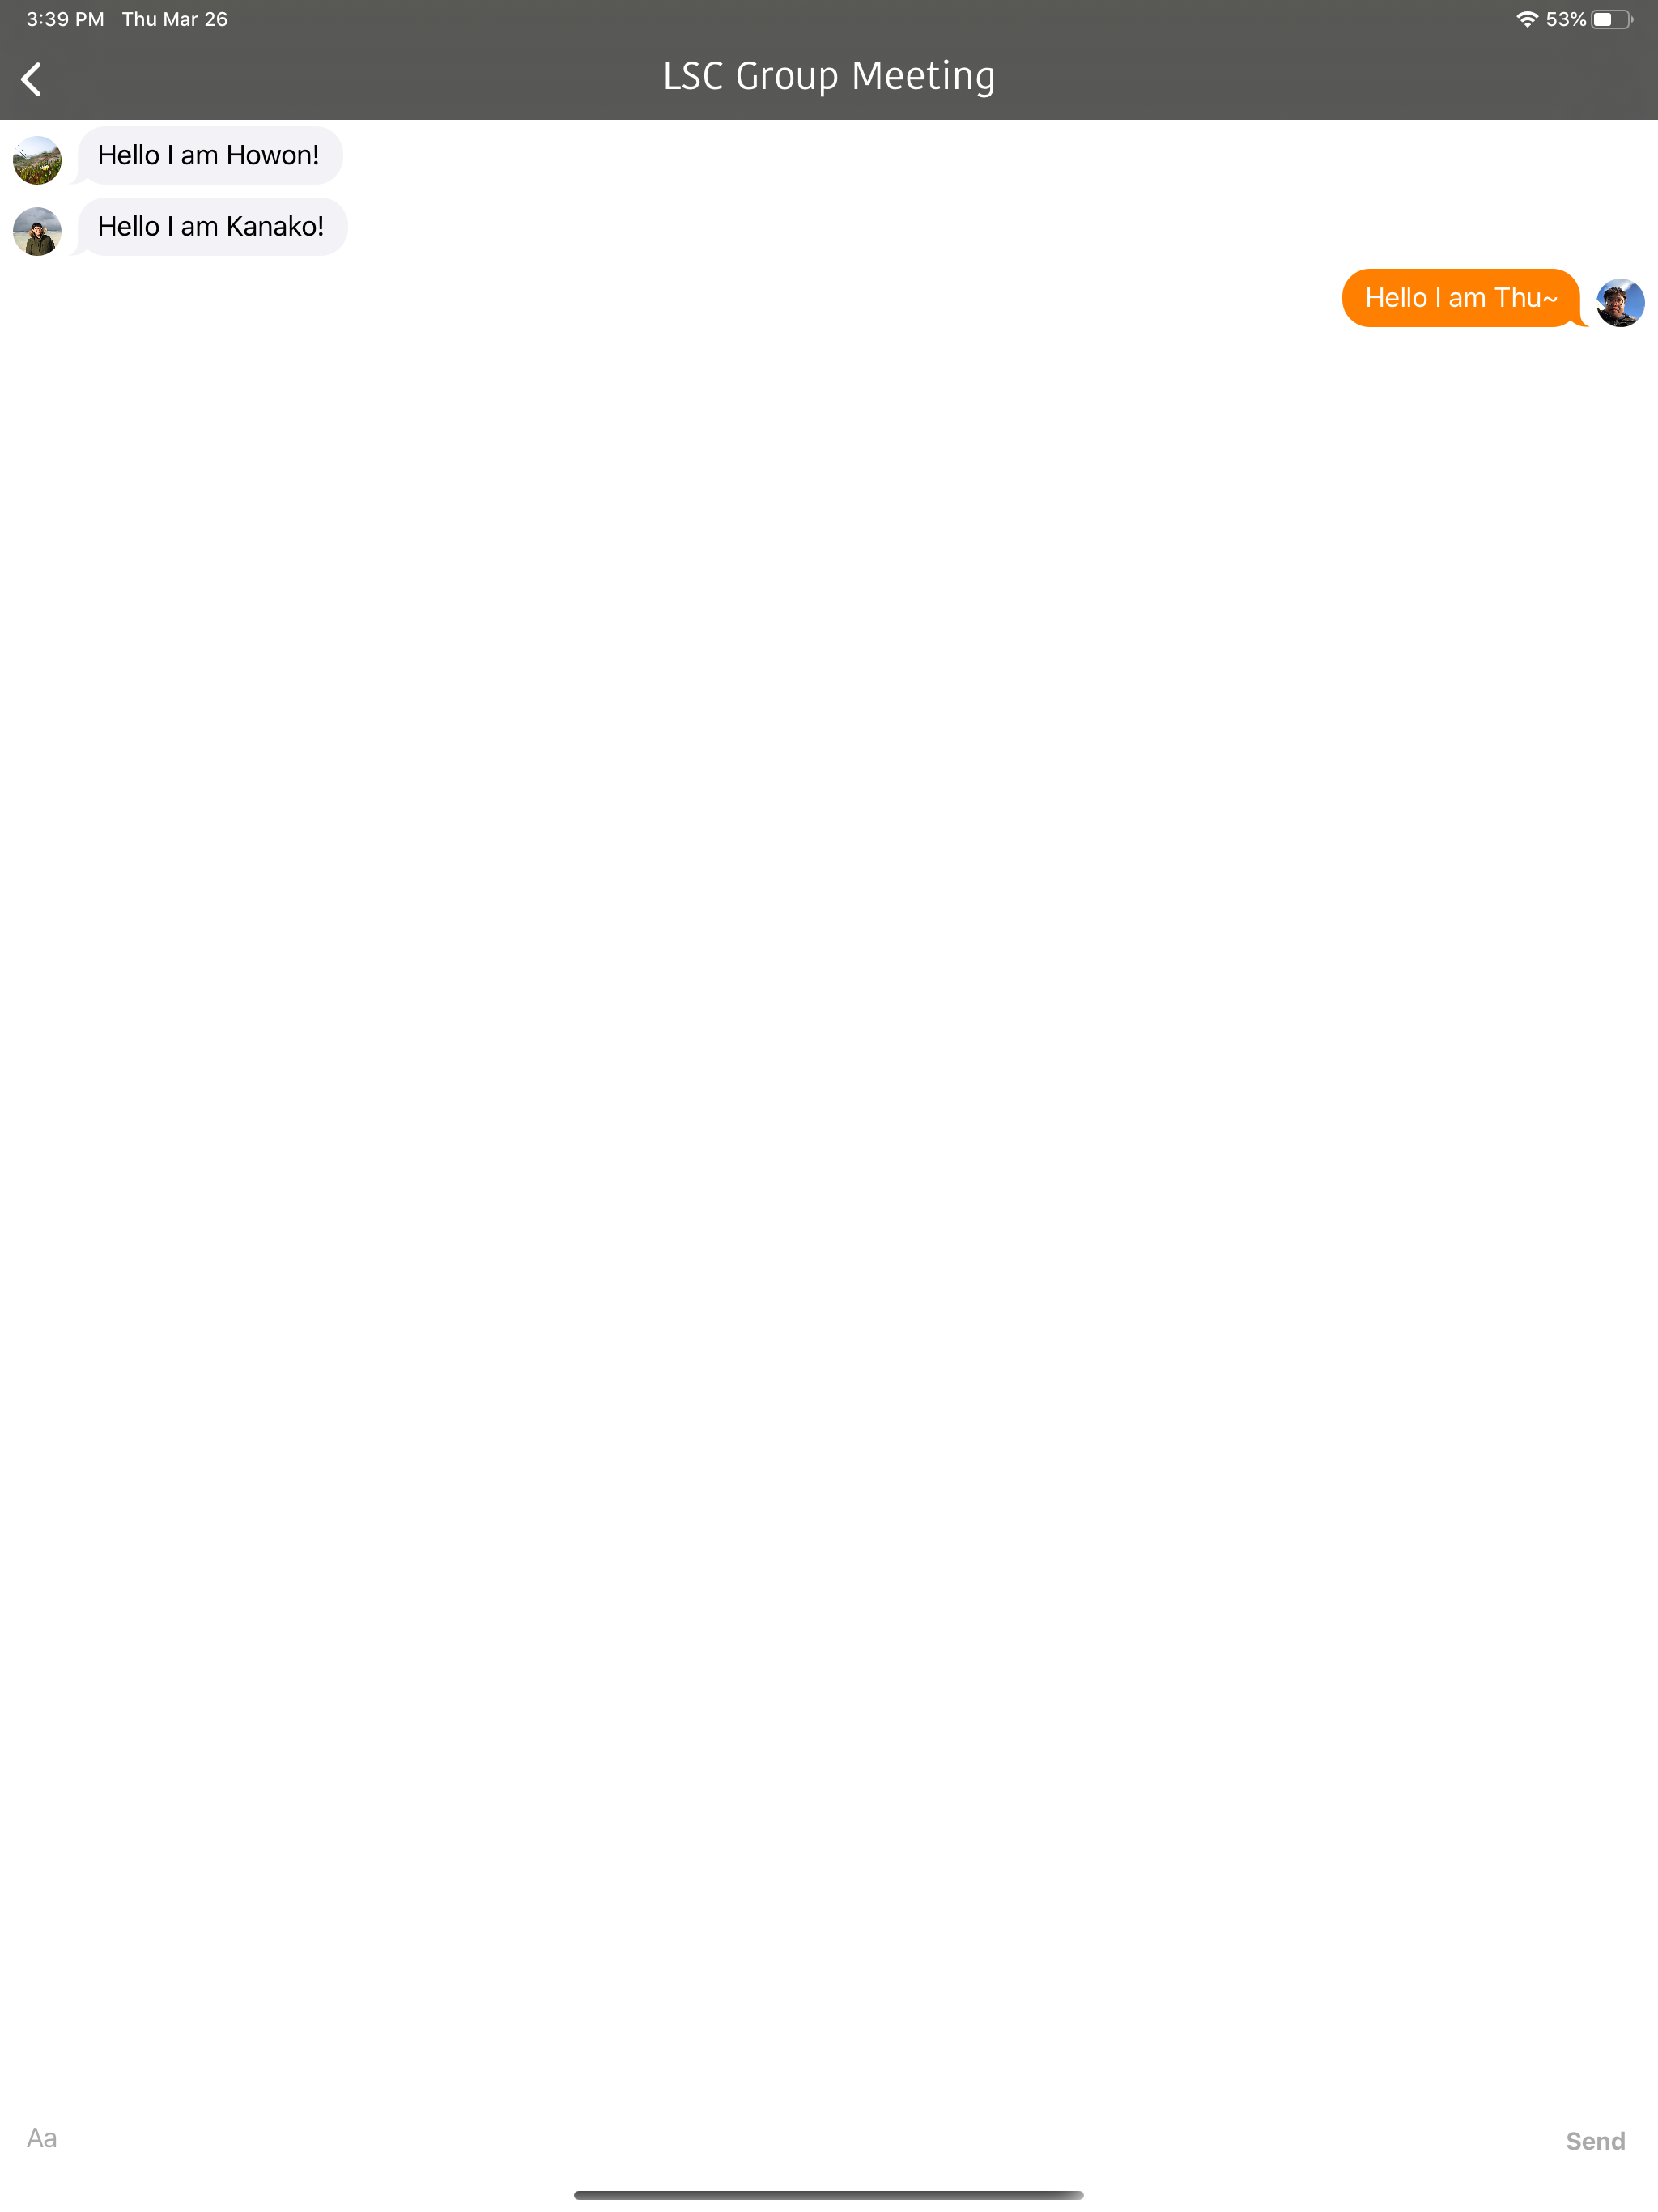 3:39 PM Thu Mar 26 53%
LSC Group Meeting
Hello I am Howon!
Hello I am Kanako!
Hello I am Thu~
Aa Send